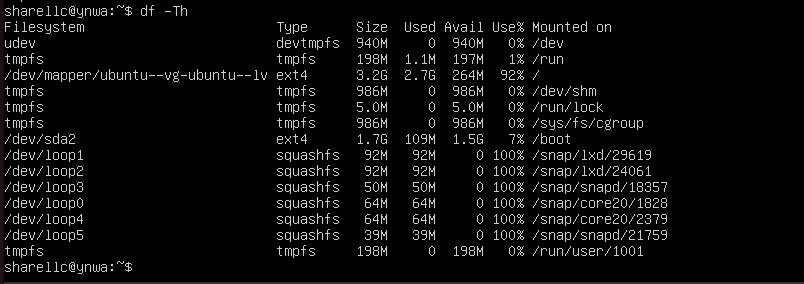 sharellc@ynwa:~$ df -Th
Filesystem                        Type      Size  Used Avail Use% Mounted on
udev                              devtmpfs  940M     0  940M   0% /dev
tmpfs                             tmpfs     198M  1.1M  197M   1% /run
/dev/mapper/ubuntu--vg-ubuntu--lv ext4      3.2G  2.7G  264M  92% /
tmpfs                             tmpfs     986M     0  986M   0% /dev/shm
tmpfs                             tmpfs     5.0M     0  5.0M   0% /run/lock
tmpfs                             tmpfs     986M     0  986M   0% /sys/fs/cgroup
/dev/sda2                         ext4      1.7G  109M  1.5G   7% /boot
/dev/loop1                        squashfs   92M   92M     0 100% /snap/lxd/29619
/dev/loop2                        squashfs   92M   92M     0 100% /snap/lxd/24061
/dev/loop3                        squashfs   50M   50M     0 100% /snap/snapd/18357
/dev/loop0                        squashfs   64M   64M     0 100% /snap/core20/1828
/dev/loop4                        squashfs   64M   64M     0 100% /snap/core20/2379
/dev/loop5                        squashfs   39M   39M     0 100% /snap/snapd/21759
tmpfs                             tmpfs     198M     0  198M   0% /run/user/1001
sharellc@ynwa:~$